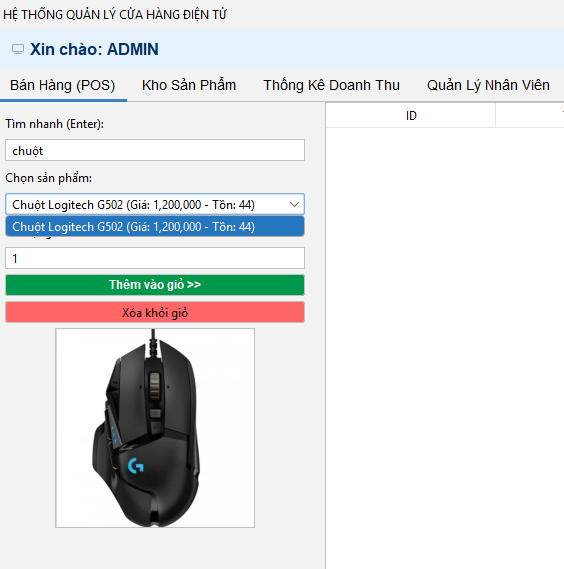 HỆ THỐNG QUẢN LÝ CỬA HÀNG ĐIỆN TỬ
Xin chào: ADMIN
Bán Hàng (POS) Kho Sản Phẩm Thống Kê Doanh Thu Quản Lý Nhân Viên
ID
Tìm nhanh (Enter):
chuột
Chọn sản phẩm:
Chuột Logitech G502 (Giá: 1,200,000 - Tồn: 44)
Chuột Logitech G502 (Giá: 1,200,000 - Tồn: 44)
1
Thêm vào giỏ >>
Xóa khỏi giỏ